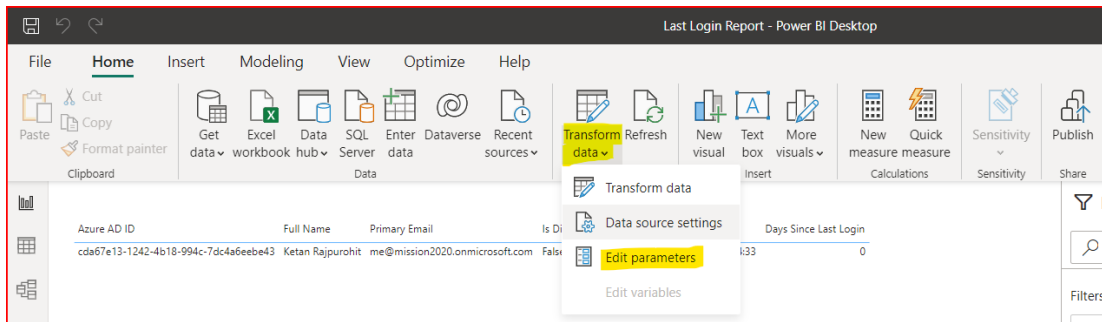 Last Login Report - Power BI Desktop
File Home Insert Modeling View Optimize Help
Paste
Cut
Copy
Format painter
Clipboard
Get data
Excel workbook
Data hub
SQL Server
Enter data
Dataverse
Recent sources
Data
Transform data
Refresh
New visual
Text box
More visuals
Insert
New measure
Quick measure
Calculations
Sensitivity
Sensitivity
Publish
Share
Transform data
Data source settings
Edit parameters
Edit variables
Azure AD ID Full Name Primary Email Is Di Days Since Last Login
cda67e13-1242-4b18-994c-7dc4a6eebe43 Ketan Rajpurohit me@mission2020.onmicrosoft.com False :33 0
Filters